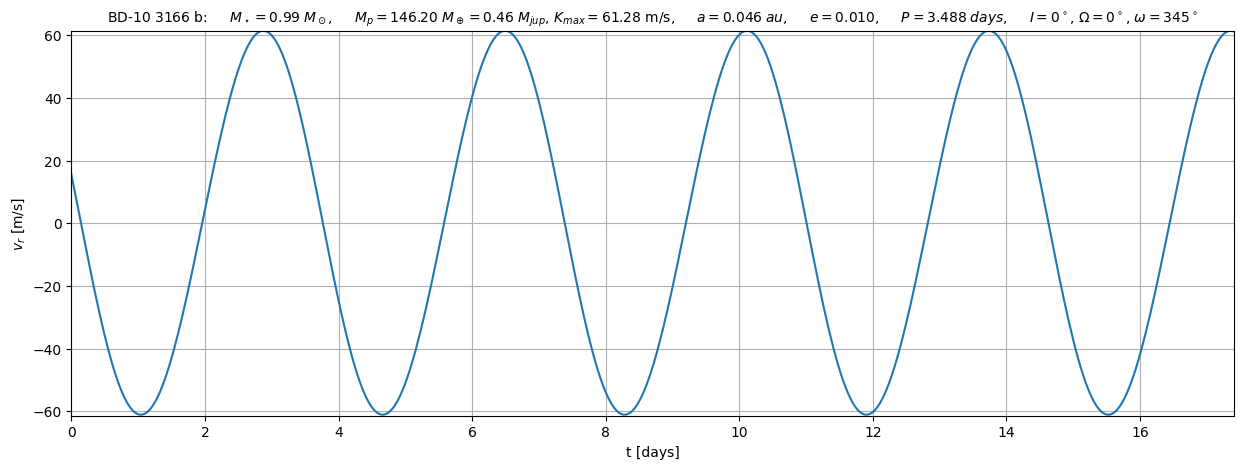 BD-10 3166 b: M⋆ = 0.99 M⊙, Mp = 146.20 M⊕ = 0.46 Mjup, Kmax = 61.28 m/s, a = 0.046 au, e = 0.010, P = 3.488 days, I = 0°, Ω = 0°, ω = 345°
60
40
20
0
−20
−40
−60
vr [m/s]
0 2 4 6 8 10 12 14 16
t [days]